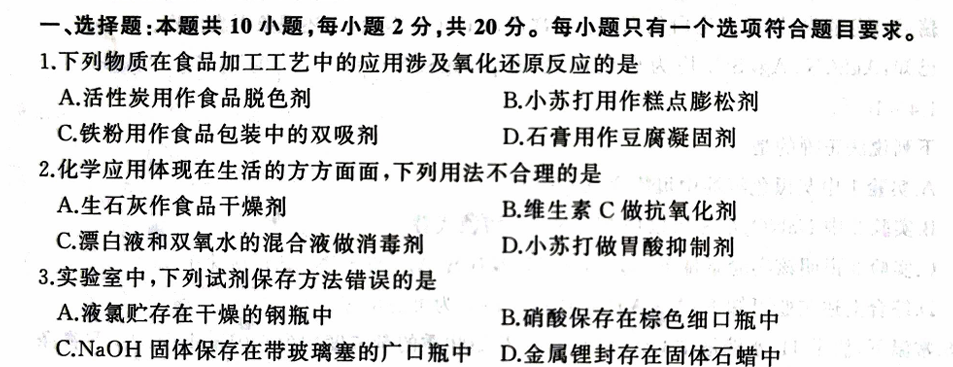 一、选择题:本题共 10 小题,每小题 2 分,共 20 分。每小题只有一个选项符合题目要求。
1.下列物质在食品加工工艺中的应用涉及氧化还原反应的是
A.活性炭用作食品脱色剂 B.小苏打用作糕点膨松剂
C.铁粉用作食品包装中的双吸剂 D.石膏用作豆腐凝固剂
2.化学应用体现在生活的方方面面,下列用法不合理的是
A.生石灰作食品干燥剂 B.维生素 C 做抗氧化剂
C.漂白液和双氧水的混合液做消毒剂 D.小苏打做胃酸抑制剂
3.实验室中,下列试剂保存方法错误的是
A.液氯贮存在干燥的钢瓶中 B.硝酸保存在棕色细口瓶中
C.NaOH 固体保存在带玻璃塞的广口瓶中 D.金属锂封存在固体石蜡中